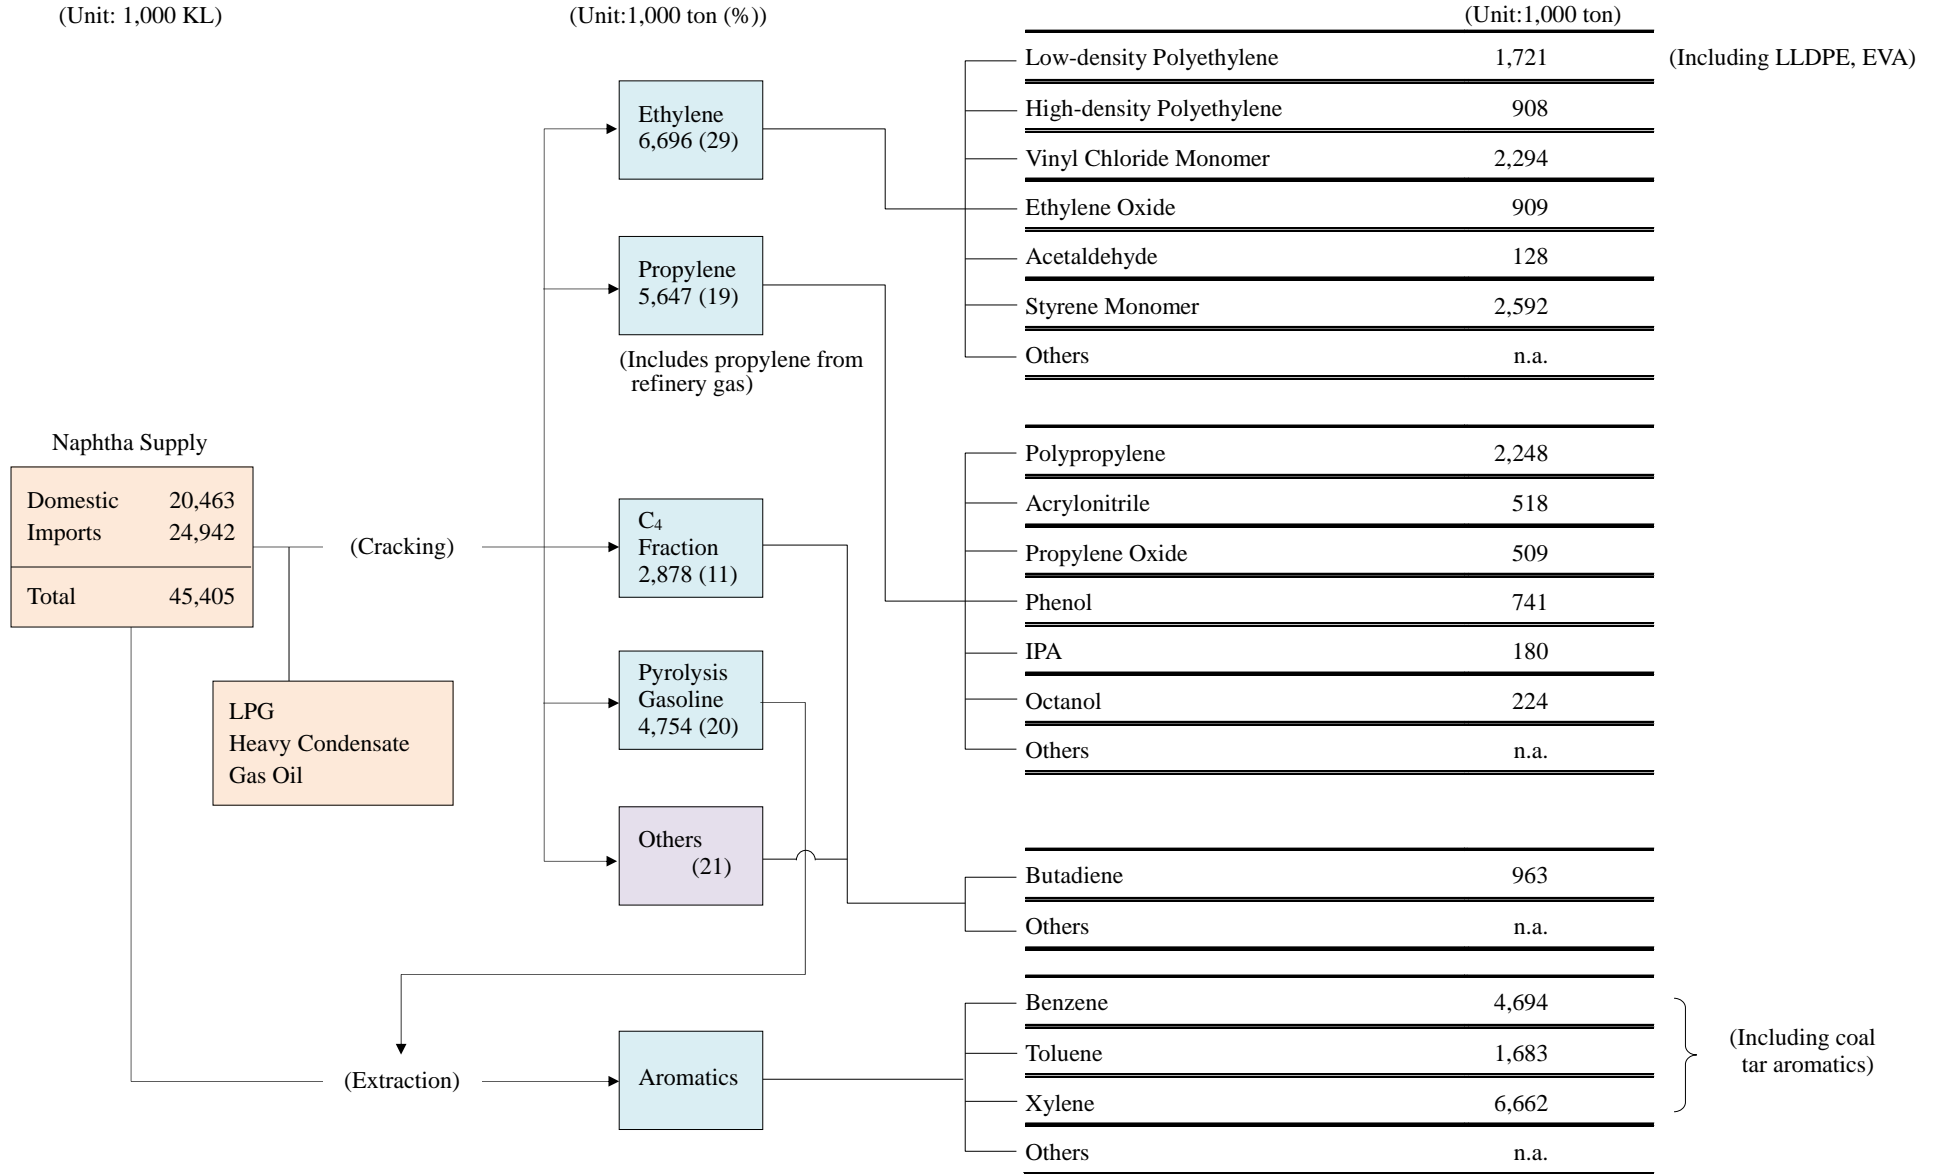 (Unit: 1,000 KL)
(Unit:1,000 ton (%))
(Unit:1,000 ton)
Naphtha Supply
Domestic 20,463
Imports 24,942
Total 45,405
LPG
Heavy Condensate
Gas Oil
(Cracking)
(Extraction)
Ethylene
6,696 (29)
Propylene
5,647 (19)
(Includes propylene from
refinery gas)
C₄
Fraction
2,878 (11)
Pyrolysis
Gasoline
4,754 (20)
Others
(21)
Aromatics
Low-density Polyethylene 1,721 (Including LLDPE, EVA)
High-density Polyethylene 908
Vinyl Chloride Monomer 2,294
Ethylene Oxide 909
Acetaldehyde 128
Styrene Monomer 2,592
Others n.a.
Polypropylene 2,248
Acrylonitrile 518
Propylene Oxide 509
Phenol 741
IPA 180
Octanol 224
Others n.a.
Butadiene 963
Others n.a.
Benzene 4,694
Toluene 1,683
Xylene 6,662
Others n.a.
(Including coal
tar aromatics)